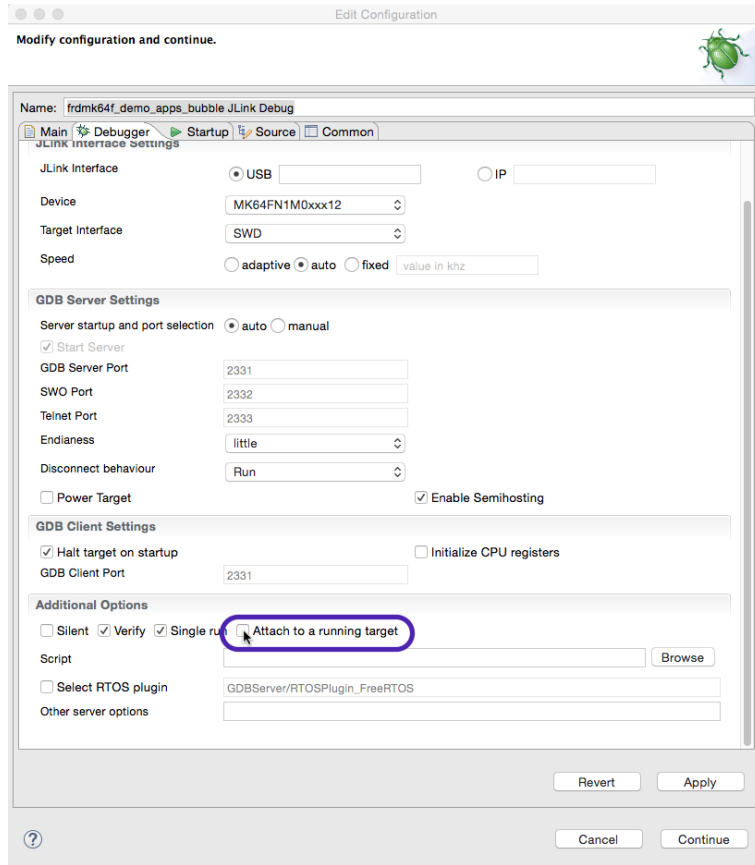 Edit Configuration
Modify configuration and continue.
Name: frdmk64f_demo_apps_bubble JLink Debug
Main Debugger Startup Source Common
JLink Interface Settings
JLink Interface USB IP
Device MK64FN1M0xxx12
Target Interface SWD
Speed adaptive auto fixed value in khz
GDB Server Settings
Server startup and port selection auto manual
Start Server
GDB Server Port 2331
SWO Port 2332
Telnet Port 2333
Endianess little
Disconnect behaviour Run
Power Target Enable Semihosting
GDB Client Settings
Halt target on startup Initialize CPU registers
GDB Client Port 2331
Additional Options
Silent Verify Single run Attach to a running target
Script Browse
Select RTOS plugin GDBServer/RTOSPlugin_FreeRTOS
Other server options
Revert Apply
? Cancel Continue